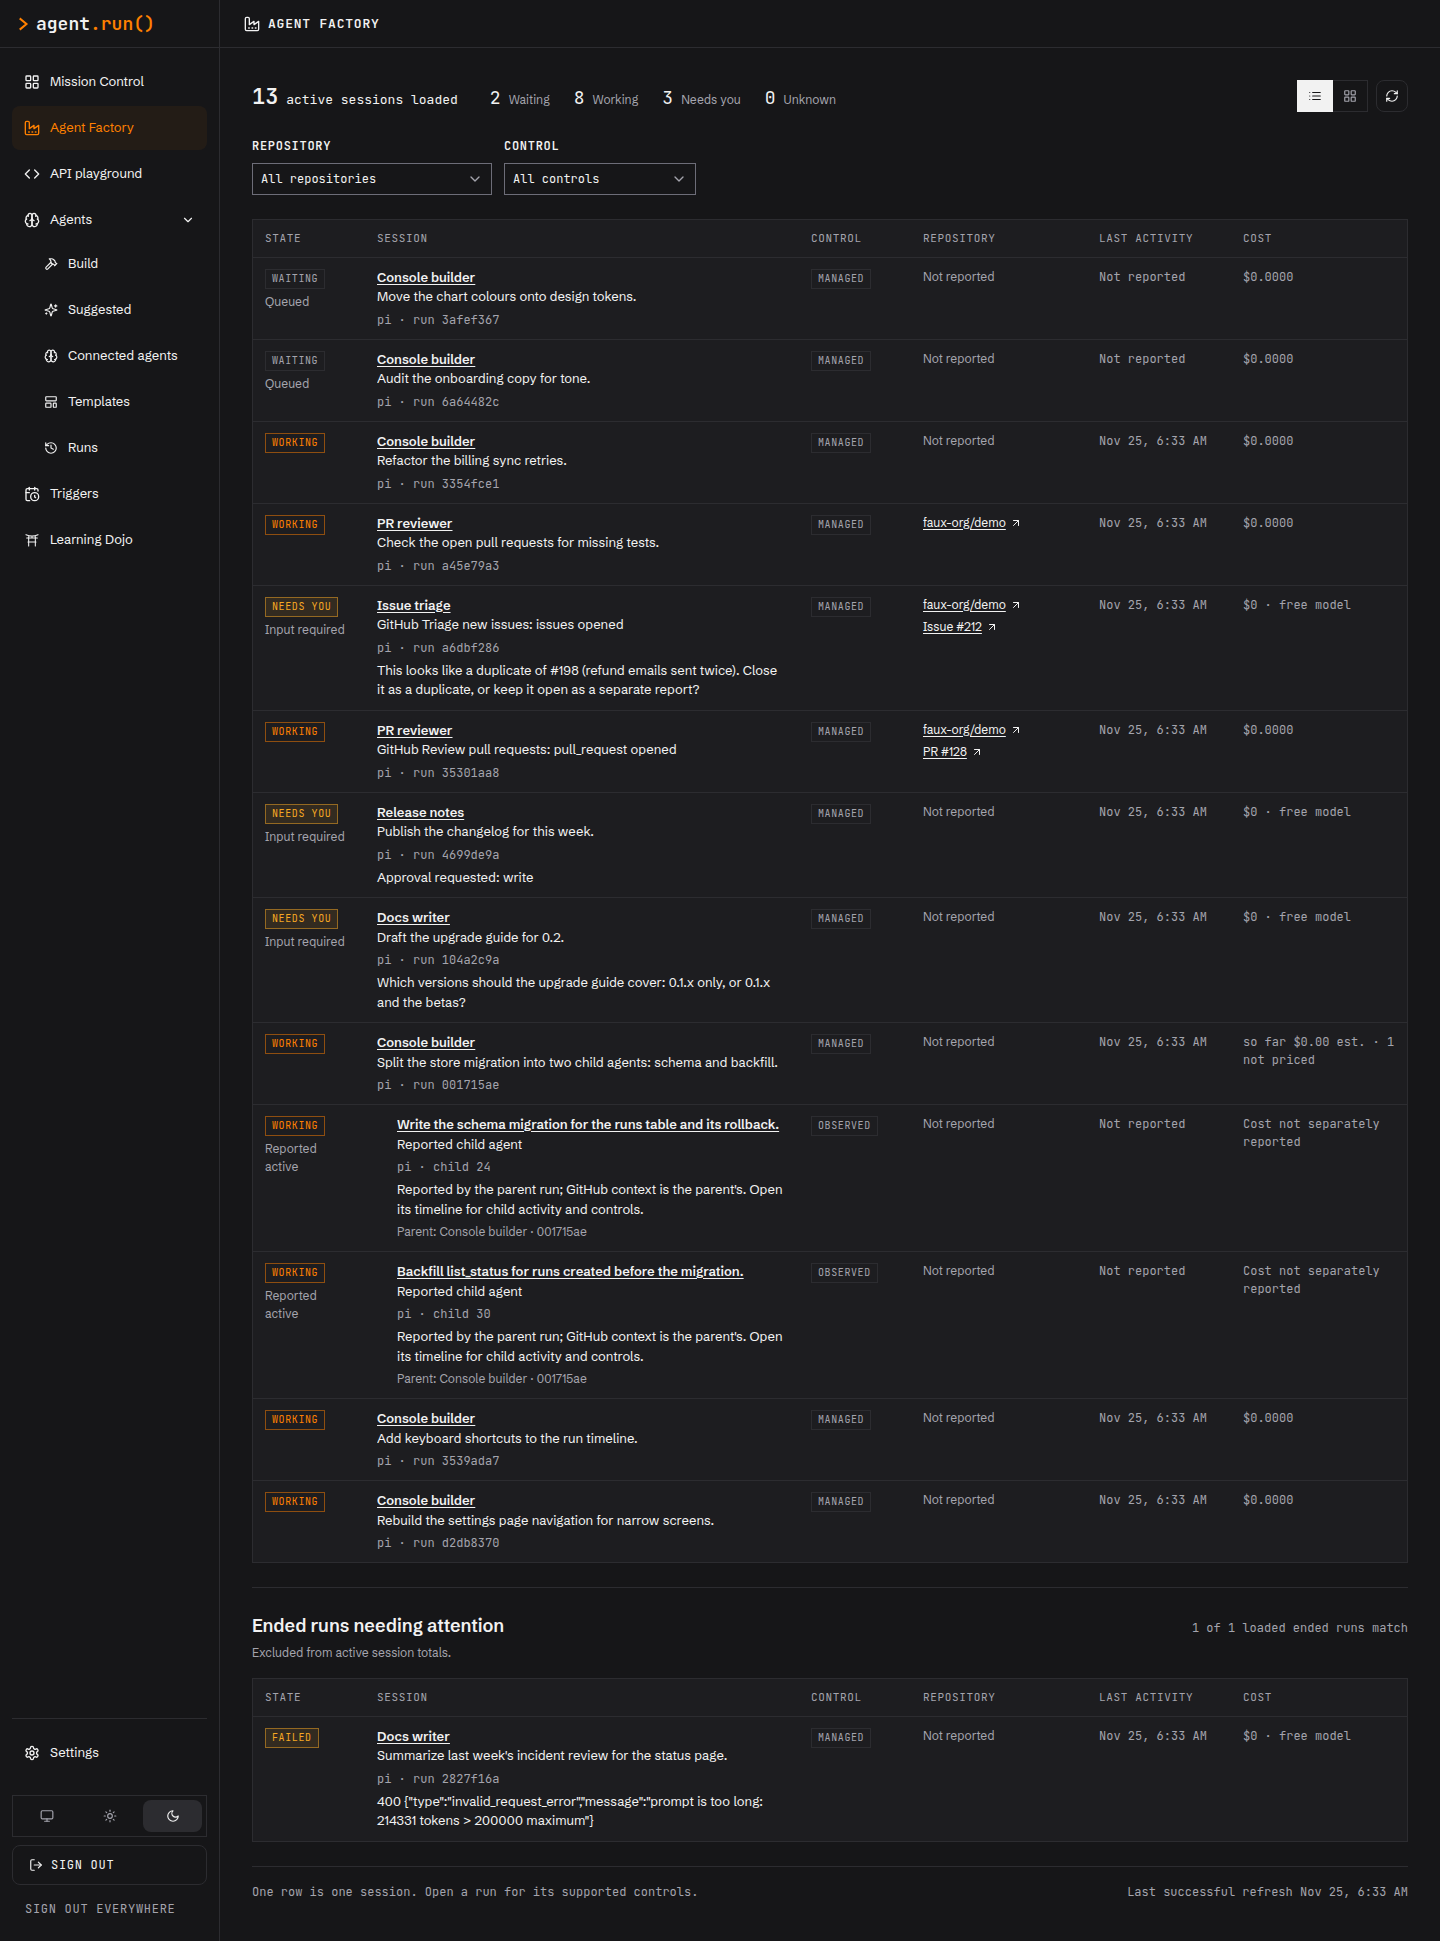 agent.run()
AGENT FACTORY
Mission Control
Agent Factory
API playground
Agents
Build
Suggested
Connected agents
Templates
Runs
Triggers
Learning Dojo
Settings
SIGN OUT
SIGN OUT EVERYWHERE
13 active sessions loaded 2 Waiting 8 Working 3 Needs you 0 Unknown
REPOSITORY CONTROL
All repositories All controls
STATE SESSION CONTROL REPOSITORY LAST ACTIVITY COST
WAITING Console builder MANAGED Not reported Not reported $0.0000
Queued Move the chart colours onto design tokens.
pi · run 3afef367
WAITING Console builder MANAGED Not reported Not reported $0.0000
Queued Audit the onboarding copy for tone.
pi · run 6a64482c
WORKING Console builder MANAGED Not reported Nov 25, 6:33 AM $0.0000
Refactor the billing sync retries.
pi · run 3354fce1
WORKING PR reviewer MANAGED faux-org/demo Nov 25, 6:33 AM $0.0000
Check the open pull requests for missing tests.
pi · run a45e79a3
NEEDS YOU Issue triage MANAGED faux-org/demo Nov 25, 6:33 AM $0 · free model
Input required GitHub Triage new issues: issues opened Issue #212
pi · run a6dbf286
This looks like a duplicate of #198 (refund emails sent twice). Close
it as a duplicate, or keep it open as a separate report?
WORKING PR reviewer MANAGED faux-org/demo Nov 25, 6:33 AM $0.0000
GitHub Review pull requests: pull_request opened PR #128
pi · run 35301aa8
NEEDS YOU Release notes MANAGED Not reported Nov 25, 6:33 AM $0 · free model
Input required Publish the changelog for this week.
pi · run 4699de9a
Approval requested: write
NEEDS YOU Docs writer MANAGED Not reported Nov 25, 6:33 AM $0 · free model
Input required Draft the upgrade guide for 0.2.
pi · run 104a2c9a
Which versions should the upgrade guide cover: 0.1.x only, or 0.1.x
and the betas?
WORKING Console builder MANAGED Not reported Nov 25, 6:33 AM so far $0.00 est. · 1
Split the store migration into two child agents: schema and backfill. not priced
pi · run 001715ae
WORKING Write the schema migration for the runs table and its rollback. OBSERVED Not reported Not reported Cost not separately
Reported Reported child agent reported
active pi · child 24
Reported by the parent run; GitHub context is the parent's. Open
its timeline for child activity and controls.
Parent: Console builder · 001715ae
WORKING Backfill list_status for runs created before the migration. OBSERVED Not reported Not reported Cost not separately
Reported Reported child agent reported
active pi · child 30
Reported by the parent run; GitHub context is the parent's. Open
its timeline for child activity and controls.
Parent: Console builder · 001715ae
WORKING Console builder MANAGED Not reported Nov 25, 6:33 AM $0.0000
Add keyboard shortcuts to the run timeline.
pi · run 3539ada7
WORKING Console builder MANAGED Not reported Nov 25, 6:33 AM $0.0000
Rebuild the settings page navigation for narrow screens.
pi · run d2db8370
Ended runs needing attention 1 of 1 loaded ended runs match
Excluded from active session totals.
STATE SESSION CONTROL REPOSITORY LAST ACTIVITY COST
FAILED Docs writer MANAGED Not reported Nov 25, 6:33 AM $0 · free model
Summarize last week's incident review for the status page.
pi · run 2827f16a
400 {"type":"invalid_request_error","message":"prompt is too long:
214331 tokens > 200000 maximum"}
One row is one session. Open a run for its supported controls. Last successful refresh Nov 25, 6:33 AM